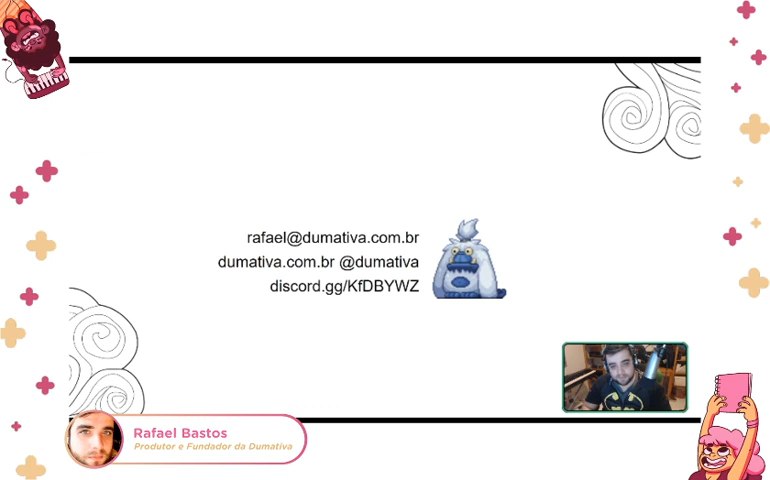 rafael@dumativa.com.br
dumativa.com.br @dumativa
discord.gg/KfDBYWZ
Rafael Bastos
Produtor e Fundador da Dumativa